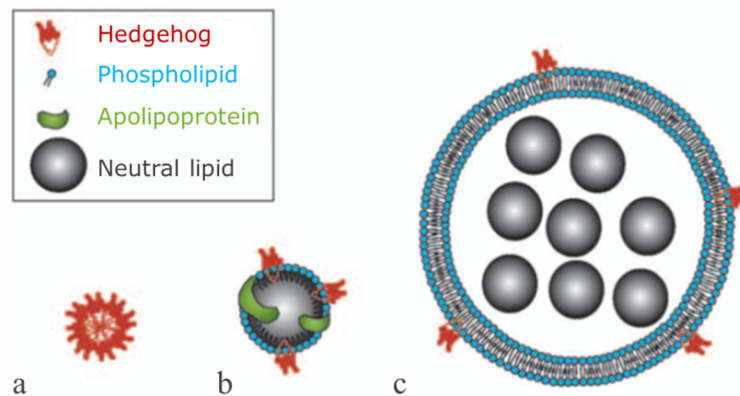 Hedgehog
Phospholipid
Apolipoprotein
Neutral lipid
a b c